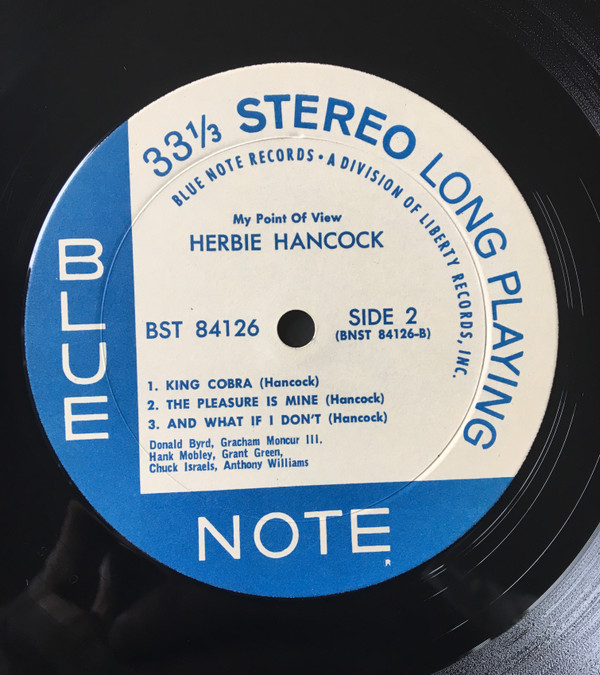 33⅓ STEREO LONG PLAYING
BLUE NOTE RECORDS • A DIVISION OF LIBERTY RECORDS, INC.
My Point Of View
HERBIE HANCOCK
BST 84126
SIDE 2
(BNST 84126-B)
1. KING COBRA (Hancock)
2. THE PLEASURE IS MINE (Hancock)
3. AND WHAT IF I DON'T (Hancock)
Donald Byrd, Gracham Moncur III.
Hank Mobley, Grant Green,
Chuck Israels, Anthony Williams
BLUE
NOTE